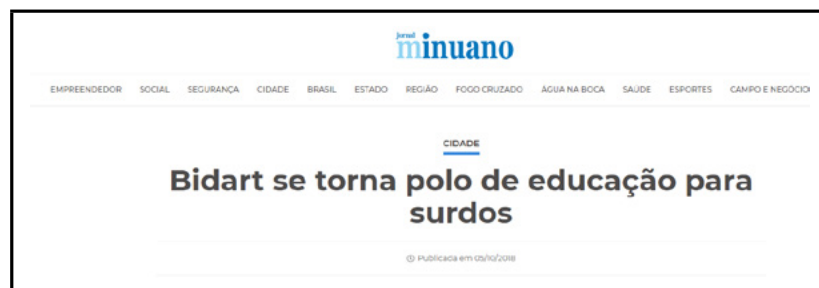 Jornal
minuano
EMPREENDEDOR SOCIAL SEGURANÇA CIDADE BRASIL ESTADO REGIÃO FOGO CRUZADO ÁGUA NA BOCA SAÚDE ESPORTES CAMPO E NEGÓCIO
CIDADE
Bidart se torna polo de educação para
surdos
Publicada em 05/10/2018